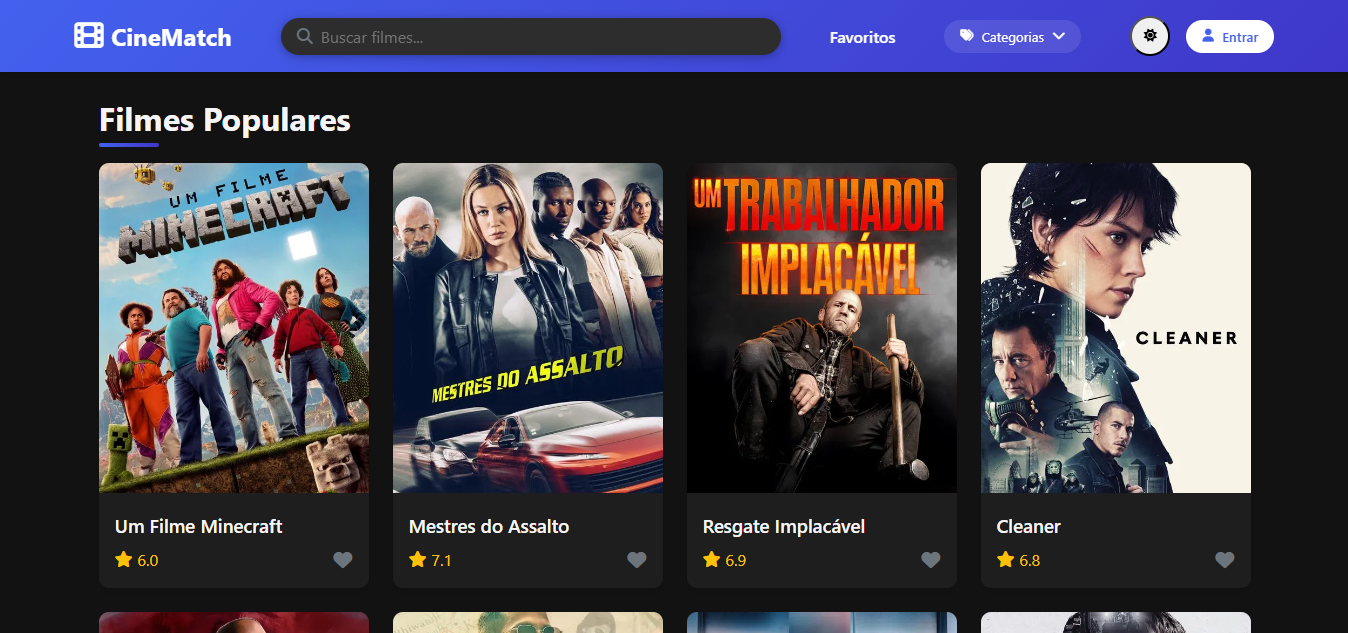 CineMatch
Buscar filmes...
Favoritos
Categorias
Entrar
Filmes Populares
UM FILME
MINECRAFT
MESTRES DO ASSALTO
UM TRABALHADOR
IMPLACÁVEL
CLEANER
Um Filme Minecraft
Mestres do Assalto
Resgate Implacável
Cleaner
6.0
7.1
6.9
6.8